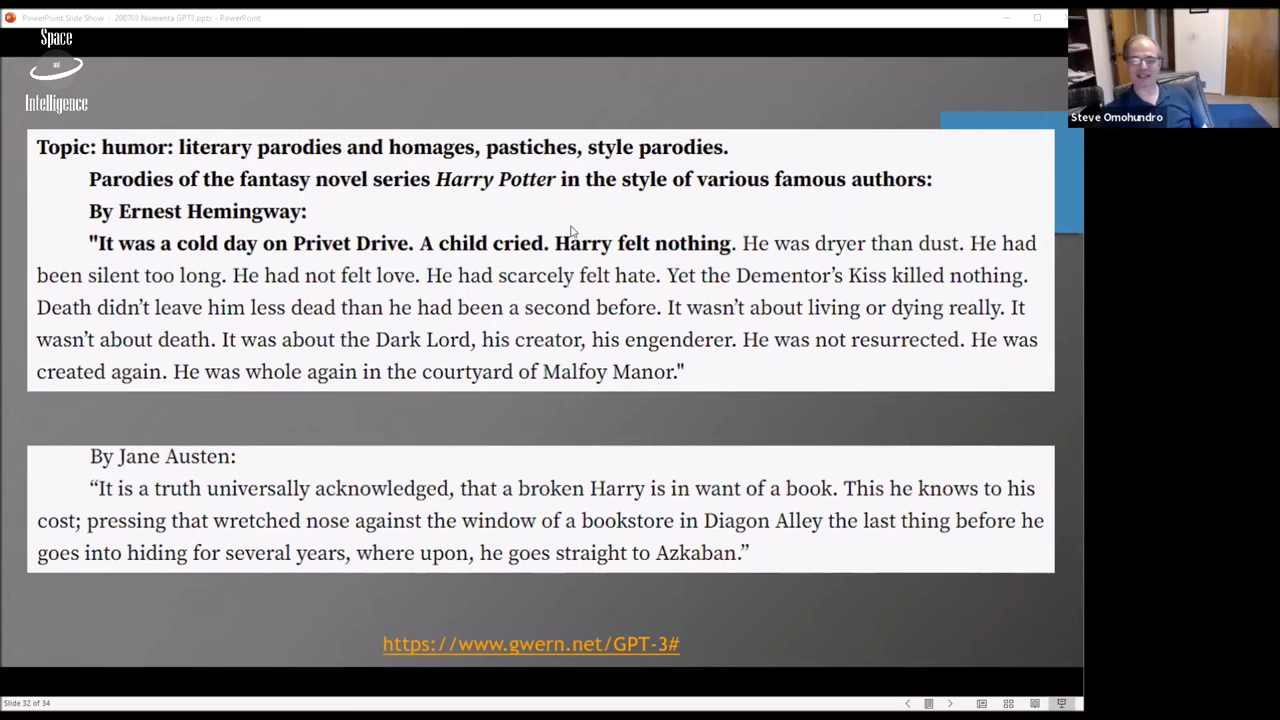 PowerPoint Slide Show - 200701 Numenta GPT3.ppts - PowerPoint
Space
and
Intelligence
Steve Omohundro
Topic: humor: literary parodies and homages, pastiches, style parodies.
Parodies of the fantasy novel series Harry Potter in the style of various famous authors:
By Ernest Hemingway:
"It was a cold day on Privet Drive. A child cried. Harry felt nothing. He was dryer than dust. He had
been silent too long. He had not felt love. He had scarcely felt hate. Yet the Dementor’s Kiss killed nothing.
Death didn’t leave him less dead than he had been a second before. It wasn’t about living or dying really. It
wasn’t about death. It was about the Dark Lord, his creator, his engenderer. He was not resurrected. He was
created again. He was whole again in the courtyard of Malfoy Manor."
By Jane Austen:
“It is a truth universally acknowledged, that a broken Harry is in want of a book. This he knows to his
cost; pressing that wretched nose against the window of a bookstore in Diagon Alley the last thing before he
goes into hiding for several years, where upon, he goes straight to Azkaban.”
https://www.gwern.net/GPT-3#
Slide 32 of 34